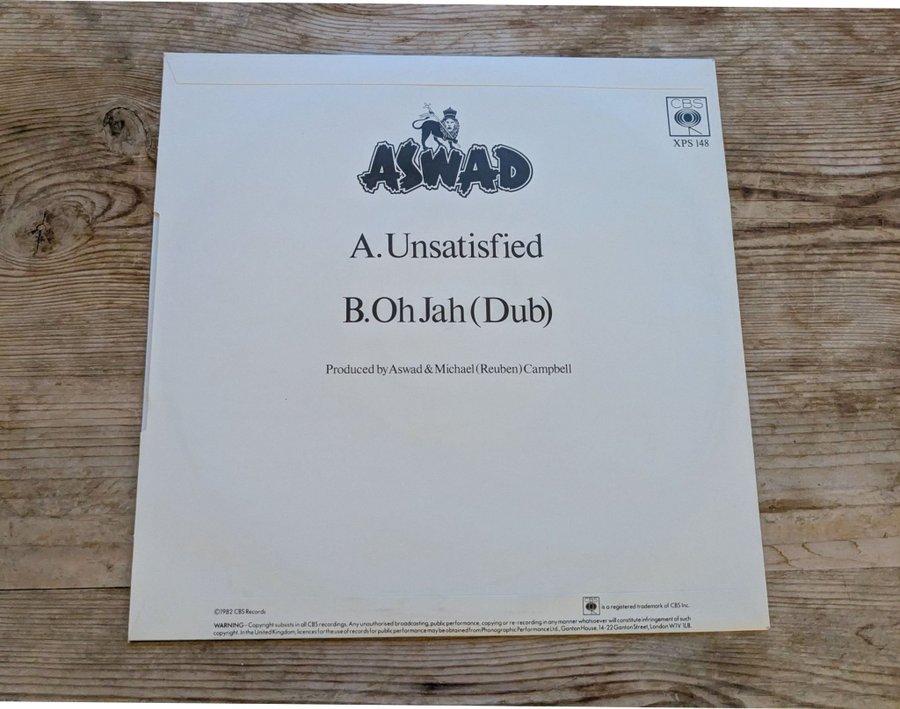 CBS
XPS 148
ASWAD
A. Unsatisfied
B. Oh Jah (Dub)
Produced by Aswad & Michael (Reuben) Campbell
©1982 CBS Records
CBS is a registered trademark of CBS Inc.
WARNING – Copyright subsists in all CBS recordings. Any unauthorised broadcasting, public performance, copying or re-recording in any manner whatsoever will constitute infringement of such
copyright. In the United Kingdom, licences for the use of records for public performance may be obtained from Phonographic Performance Ltd., Ganton House, 14-22 Ganton Street, London W1V 1LB.